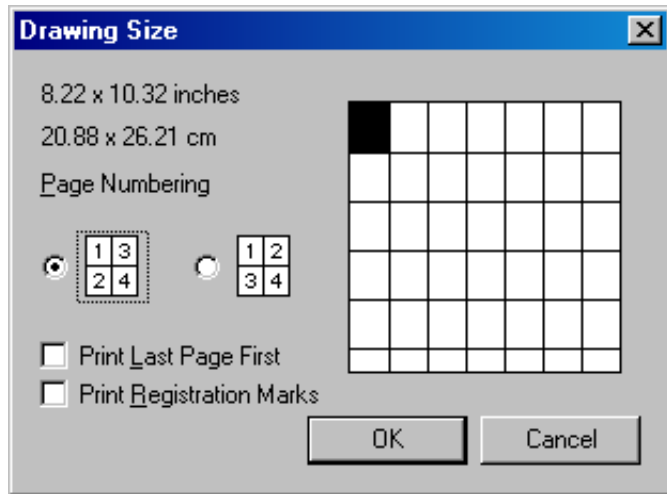 Drawing Size
8.22 x 10.32 inches
20.88 x 26.21 cm
Page Numbering
1 3 1 2
2 4 3 4
Print Last Page First
Print Registration Marks
OK Cancel